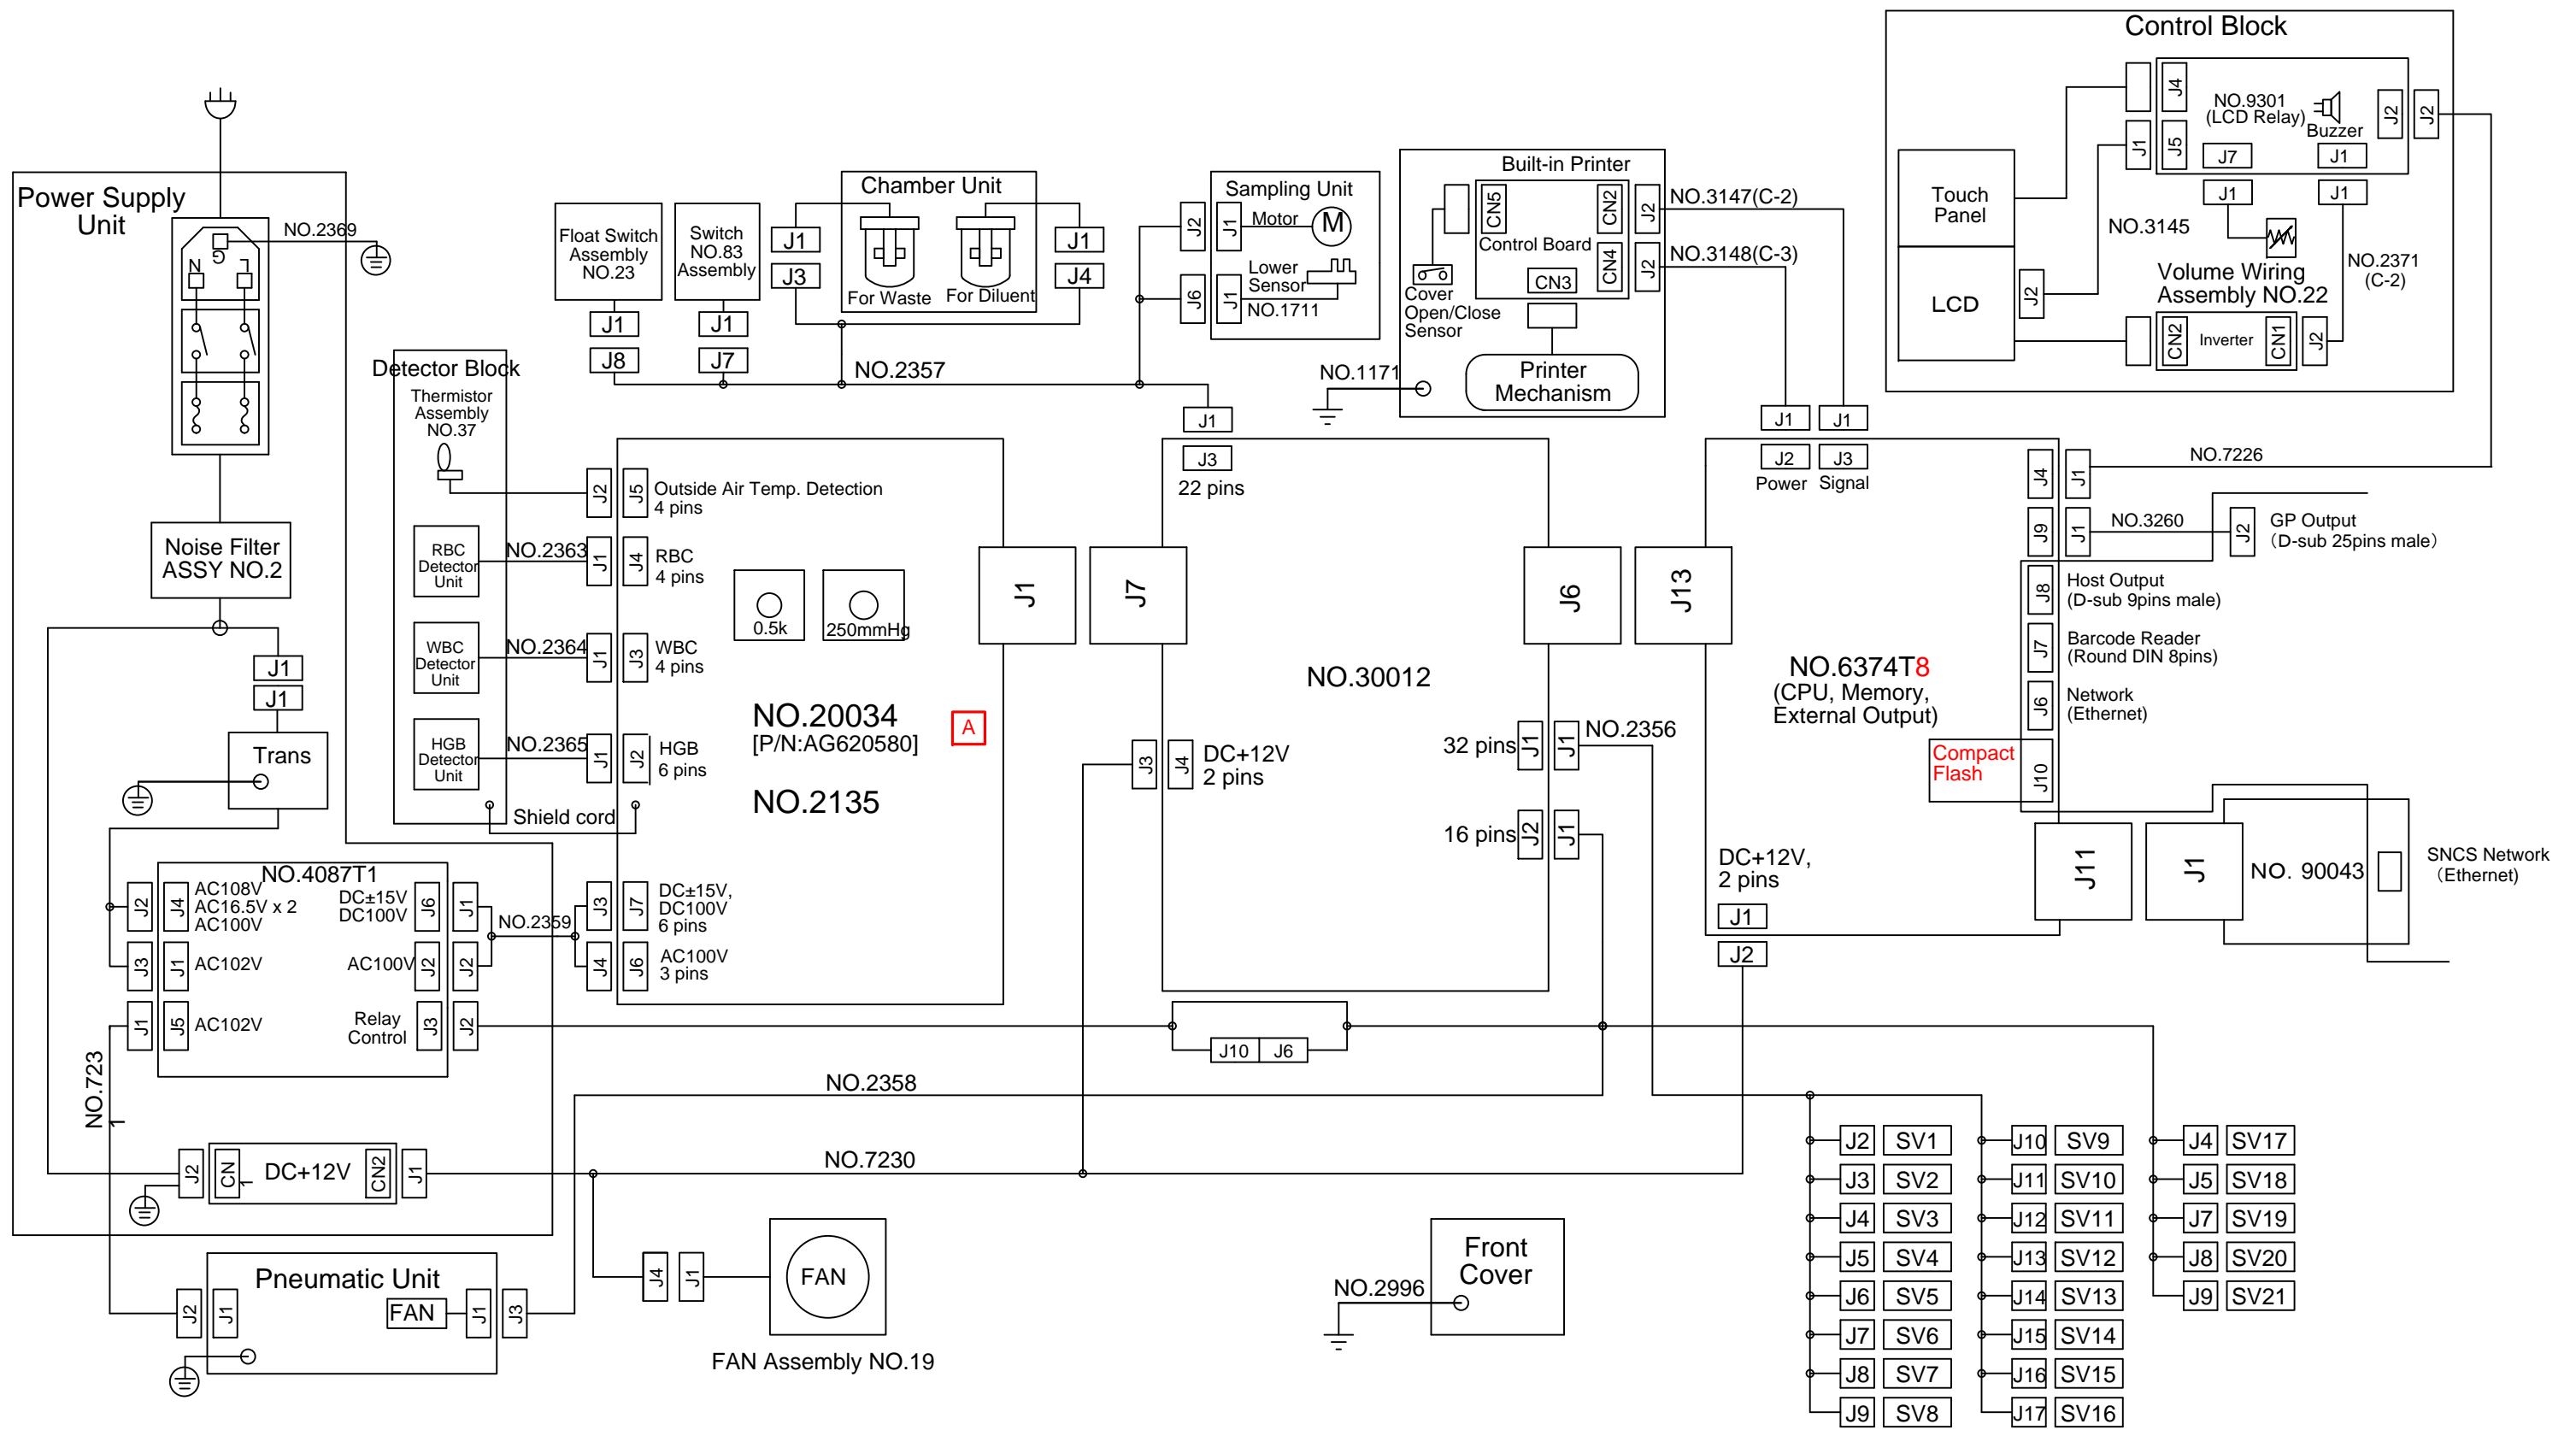 Control Block
J4
NO.9301
(LCD Relay)
Buzzer
J2
J2
J1
J5
J7
J1
J1
J1
Touch
Panel
NO.3145
LCD
J2
Volume Wiring
Assembly NO.22
NO.2371
(C-2)
CN2
Inverter
CN1
J2
Power Supply
Unit
NO.2369
G
N
L
Noise Filter
ASSY NO.2
J1
J1
Trans
NO.4087T1
J2
J4
AC108V
AC16.5V x 2
AC100V
DC±15V
DC100V
J6
J1
J3
J1
AC102V
AC100V
J2
J2
J1
J5
AC102V
Relay
Control
J3
J2
NO.2359
NO.723
1
J2
CN
1
DC+12V
CN2
J1
Pneumatic Unit
J2
J1
FAN
J1
J3
Float Switch
Assembly
NO.23
J1
J8
Switch
NO.83
Assembly
J1
J7
Chamber Unit
J1
J3
For Waste
For Diluent
J1
J4
NO.2357
Sampling Unit
J2
J1
Motor
M
J6
J1
Lower
Sensor
NO.1711
Built-in Printer
CN5
CN2
J2
NO.3147(C-2)
Control Board
CN4
J2
NO.3148(C-3)
CN3
Cover
Open/Close
Sensor
NO.1171
Printer
Mechanism
Detector Block
Thermistor
Assembly
NO.37
RBC
Detector
Unit
NO.2363
WBC
Detector
Unit
NO.2364
HGB
Detector
Unit
NO.2365
Shield cord
J2
J5
Outside Air Temp. Detection
4 pins
J1
J4
RBC
4 pins
J1
J3
WBC
4 pins
J1
J2
HGB
6 pins
0.5k
250mmHg
J1
NO.20034
[P/N:AG620580]
A
NO.2135
J3
J7
DC±15V,
DC100V
6 pins
J4
J6
AC100V
3 pins
J1
J3
22 pins
J7
J6
NO.30012
J3
J4
DC+12V
2 pins
32 pins
J1
J1
NO.2356
16 pins
J2
J1
J10
J6
J1
J1
J2
J3
Power
Signal
J13
NO.6374T8
(CPU, Memory,
External Output)
J4
J1
NO.7226
J9
J1
NO.3260
J2
GP Output
(D-sub 25pins male)
J8
Host Output
(D-sub 9pins male)
J7
Barcode Reader
(Round DIN 8pins)
J6
Network
(Ethernet)
Compact
Flash
J10
DC+12V,
2 pins
J1
J2
J11
J1
NO. 90043
SNCS Network
(Ethernet)
NO.2358
NO.7230
J4
J1
FAN
FAN Assembly NO.19
Front
Cover
NO.2996
J2 SV1
J3 SV2
J4 SV3
J5 SV4
J6 SV5
J7 SV6
J8 SV7
J9 SV8
J10 SV9
J11 SV10
J12 SV11
J13 SV12
J14 SV13
J15 SV14
J16 SV15
J17 SV16
J4 SV17
J5 SV18
J7 SV19
J8 SV20
J9 SV21